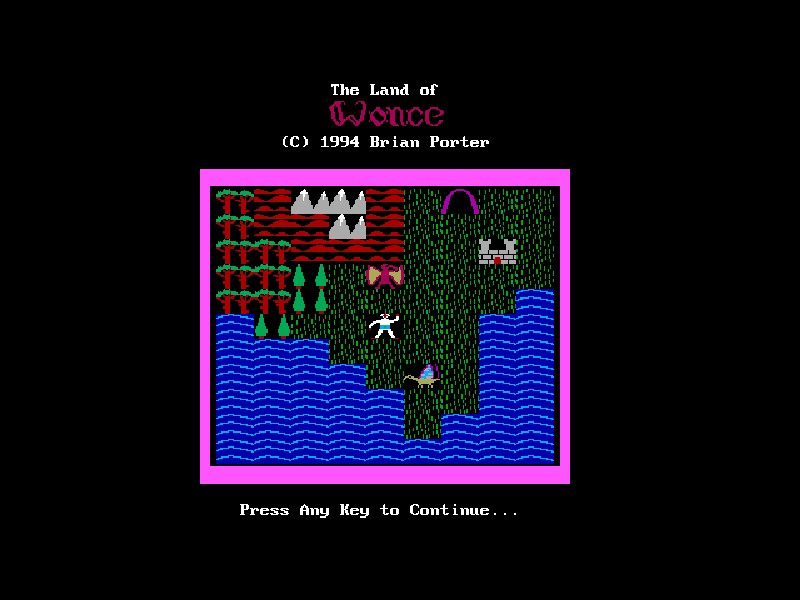 The Land of
Wonce
(C) 1994 Brian Porter
Press Any Key to Continue...